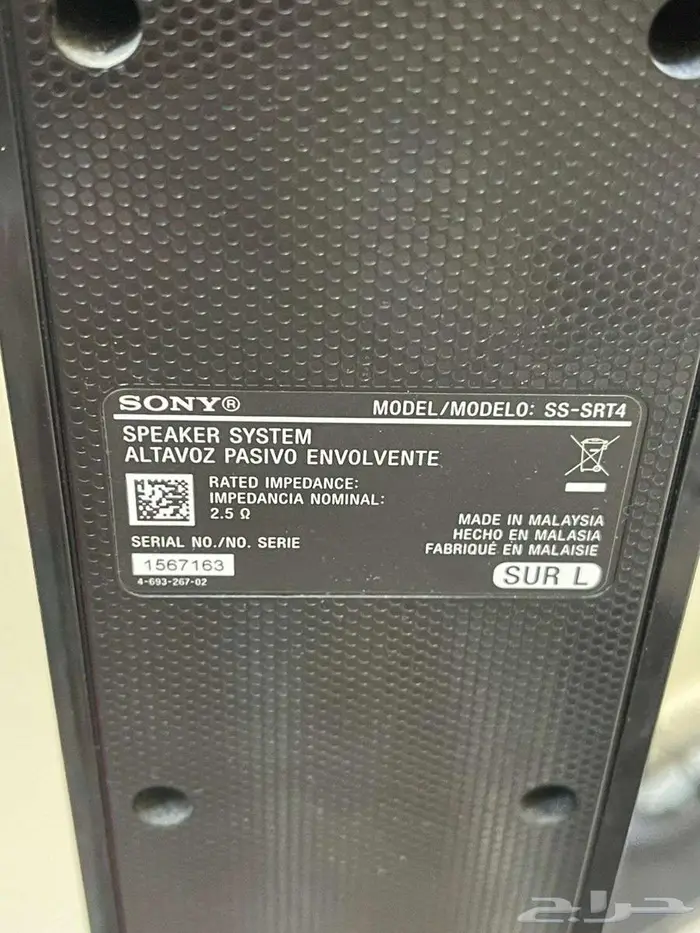 SONY®
MODEL/MODELO: SS-SRT4
SPEAKER SYSTEM
ALTAVOZ PASIVO ENVOLVENTE
RATED IMPEDANCE:
IMPEDANCIA NOMINAL:
2.5 Ω
MADE IN MALAYSIA
HECHO EN MALASIA
FABRIQUÉ EN MALAISIE
SERIAL NO./NO. SERIE
1567163
SUR L
4-693-267-02
حراج